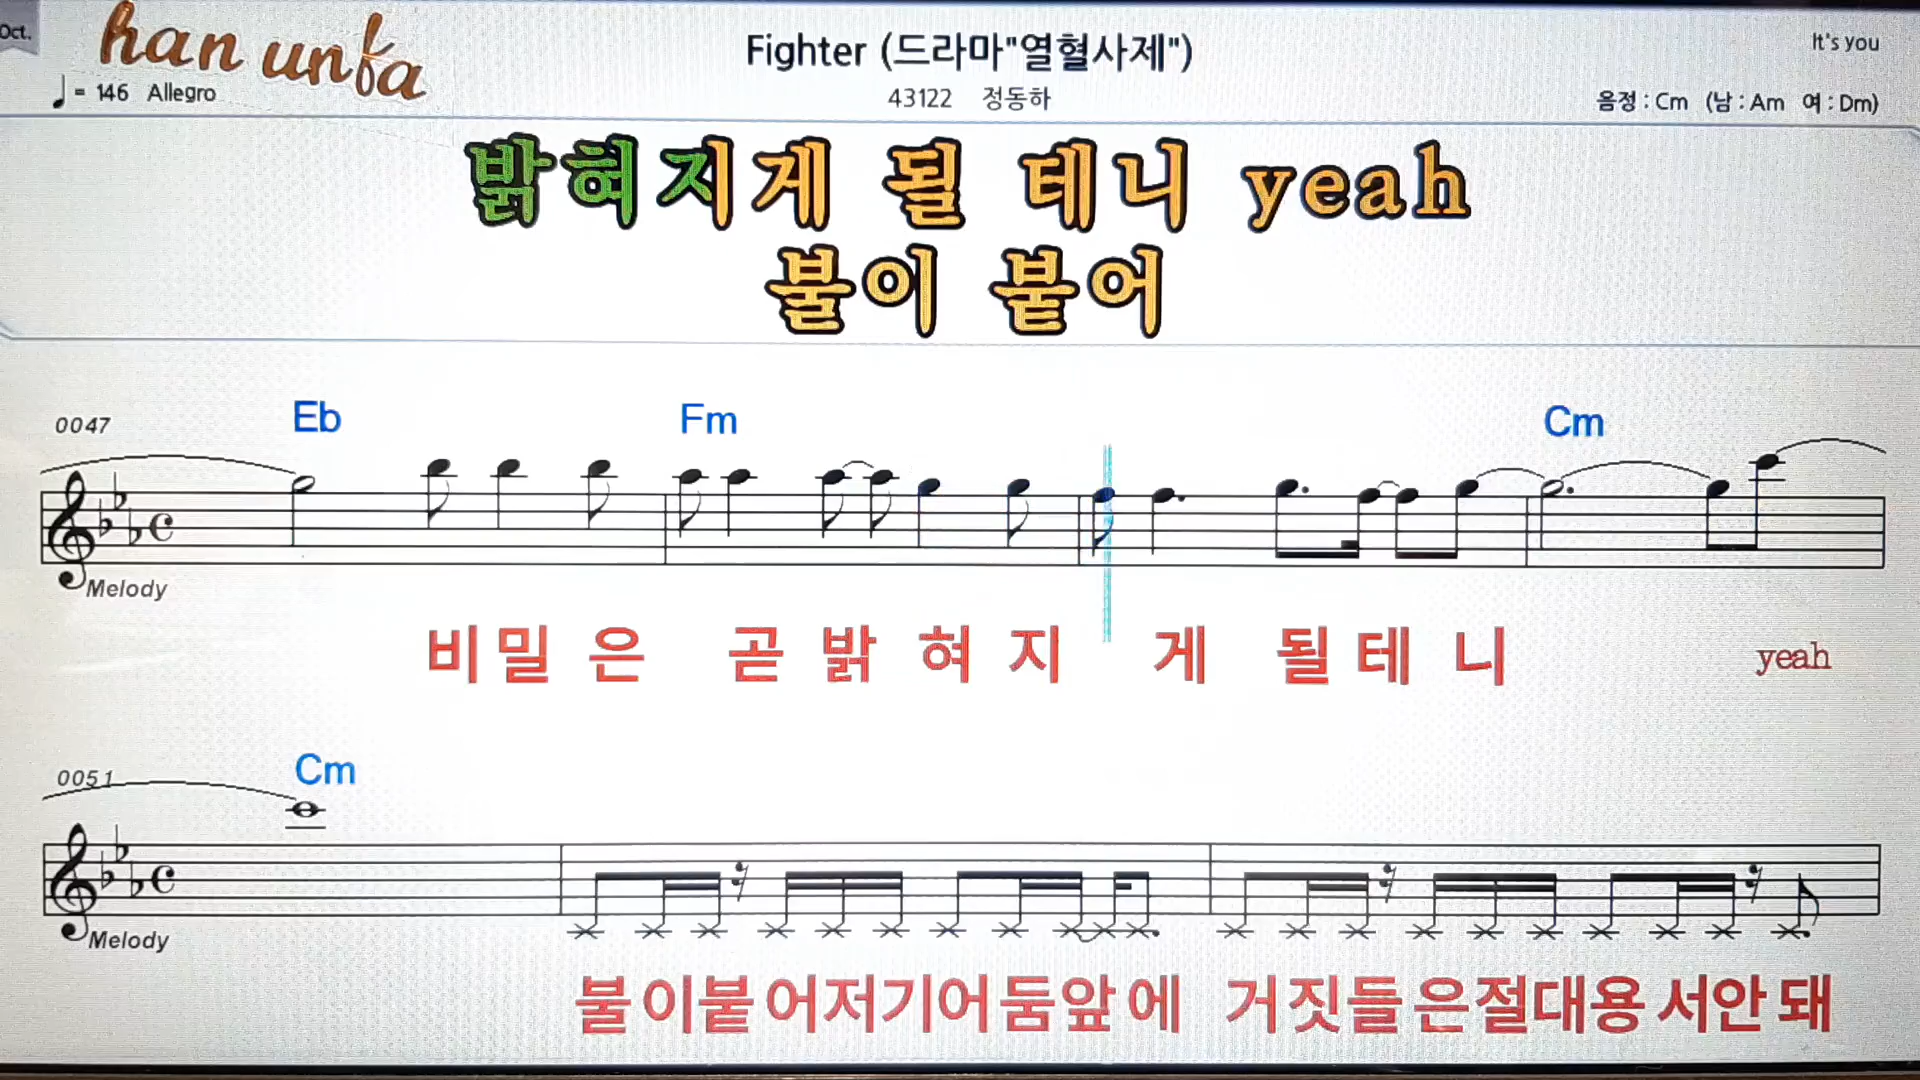 Oct.
han unfa
Fighter (드라마"열혈사제")
It's you
♩ = 146 Allegro
43122 정동하
음정 : Cm (남 : Am 여 : Dm)
밝혀지게 될 테니 yeah
불이 붙어
0047 Eb Fm Cm
Melody
비 밀 은 곧 밝 혀 지 게 될 테 니 yeah
0051 Cm
Melody
불 이 붙 어 저 기 어 둠 앞 에 거 짓 들 은 절 대 용 서 안 돼